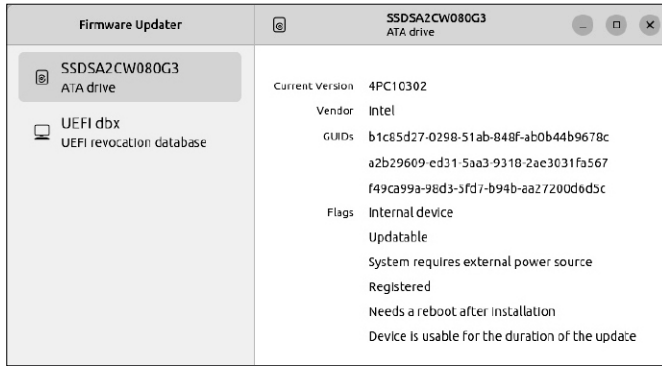 Firmware Updater
SSDSA2CW080G3
ATA drive
UEFI dbx
UEFI revocation database
SSDSA2CW080G3
ATA drive
Current Version 4PC10302
Vendor Intel
GUIDs b1c85d27-0298-51ab-848f-ab0b44b9678c
a2b29609-ed31-5aa3-9318-2ae3031fa567
f49ca99a-98d3-5fd7-b94b-aa27200d6d5c
Flags Internal device
Updatable
System requires external power source
Registered
Needs a reboot after installation
Device is usable for the duration of the update